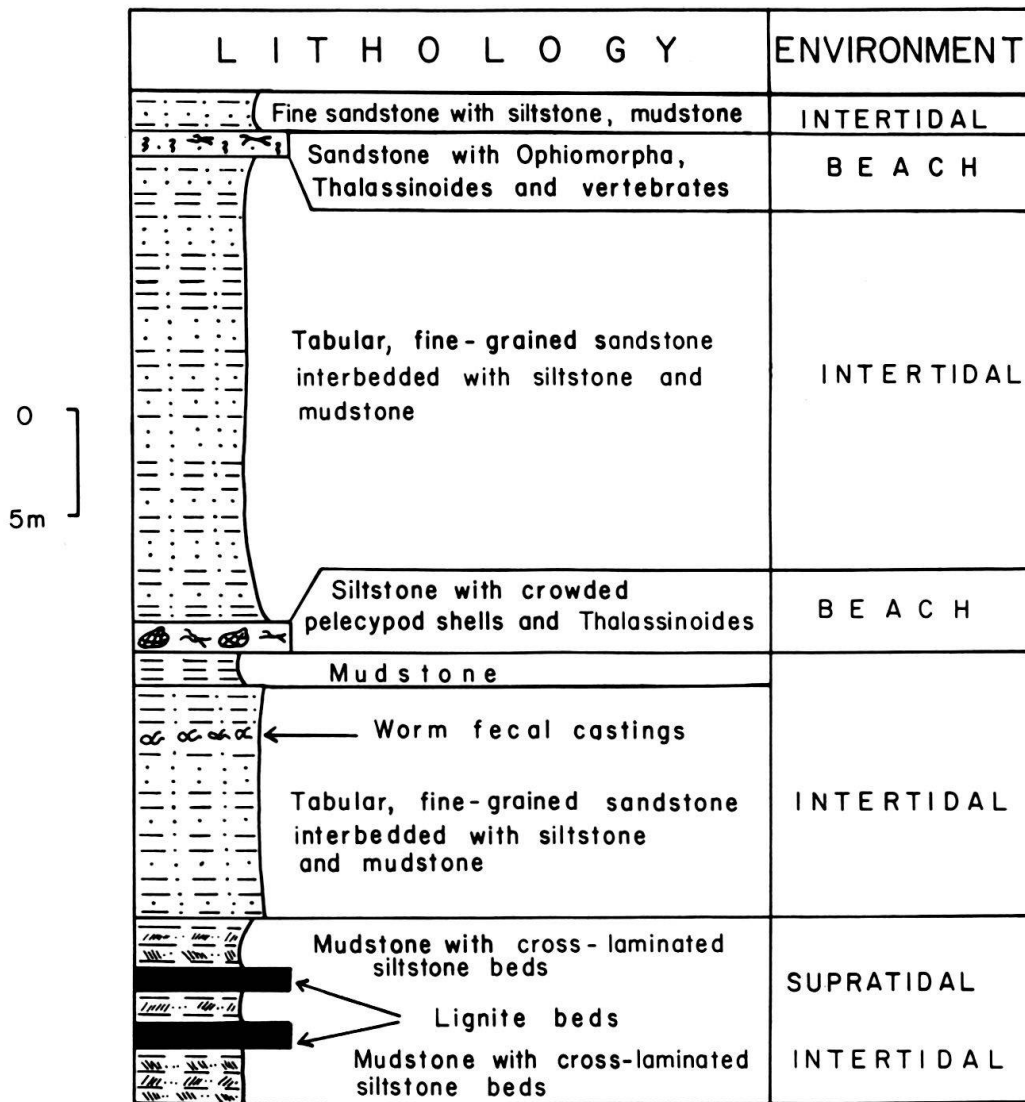 LITHOLOGY
ENVIRONMENT
Fine sandstone with siltstone, mudstone
INTERTIDAL
Sandstone with Ophiomorpha,
Thalassinoides and vertebrates
BEACH
Tabular, fine-grained sandstone
interbedded with siltstone and
mudstone
INTERTIDAL
0
5m
Siltstone with crowded
pelecypod shells and Thalassinoides
BEACH
Mudstone
Worm fecal castings
Tabular, fine-grained sandstone
interbedded with siltstone
and mudstone
INTERTIDAL
Mudstone with cross-laminated
siltstone beds
SUPRATIDAL
Lignite beds
Mudstone with cross-laminated
siltstone beds
INTERTIDAL